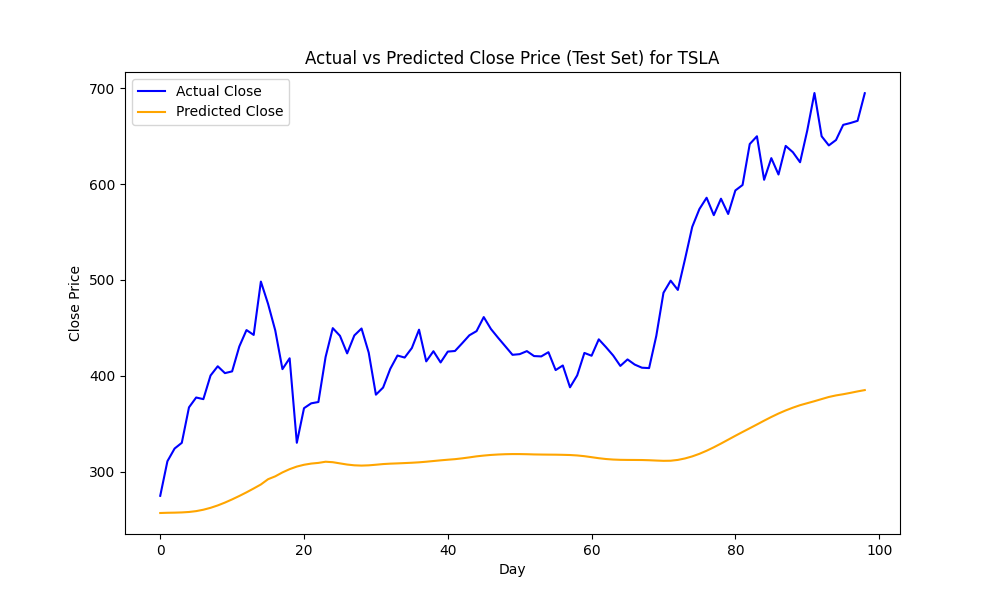 Actual vs Predicted Close Price (Test Set) for TSLA
Actual Close
Predicted Close
700
600
500
400
300
Close Price
0 20 40 60 80 100
Day